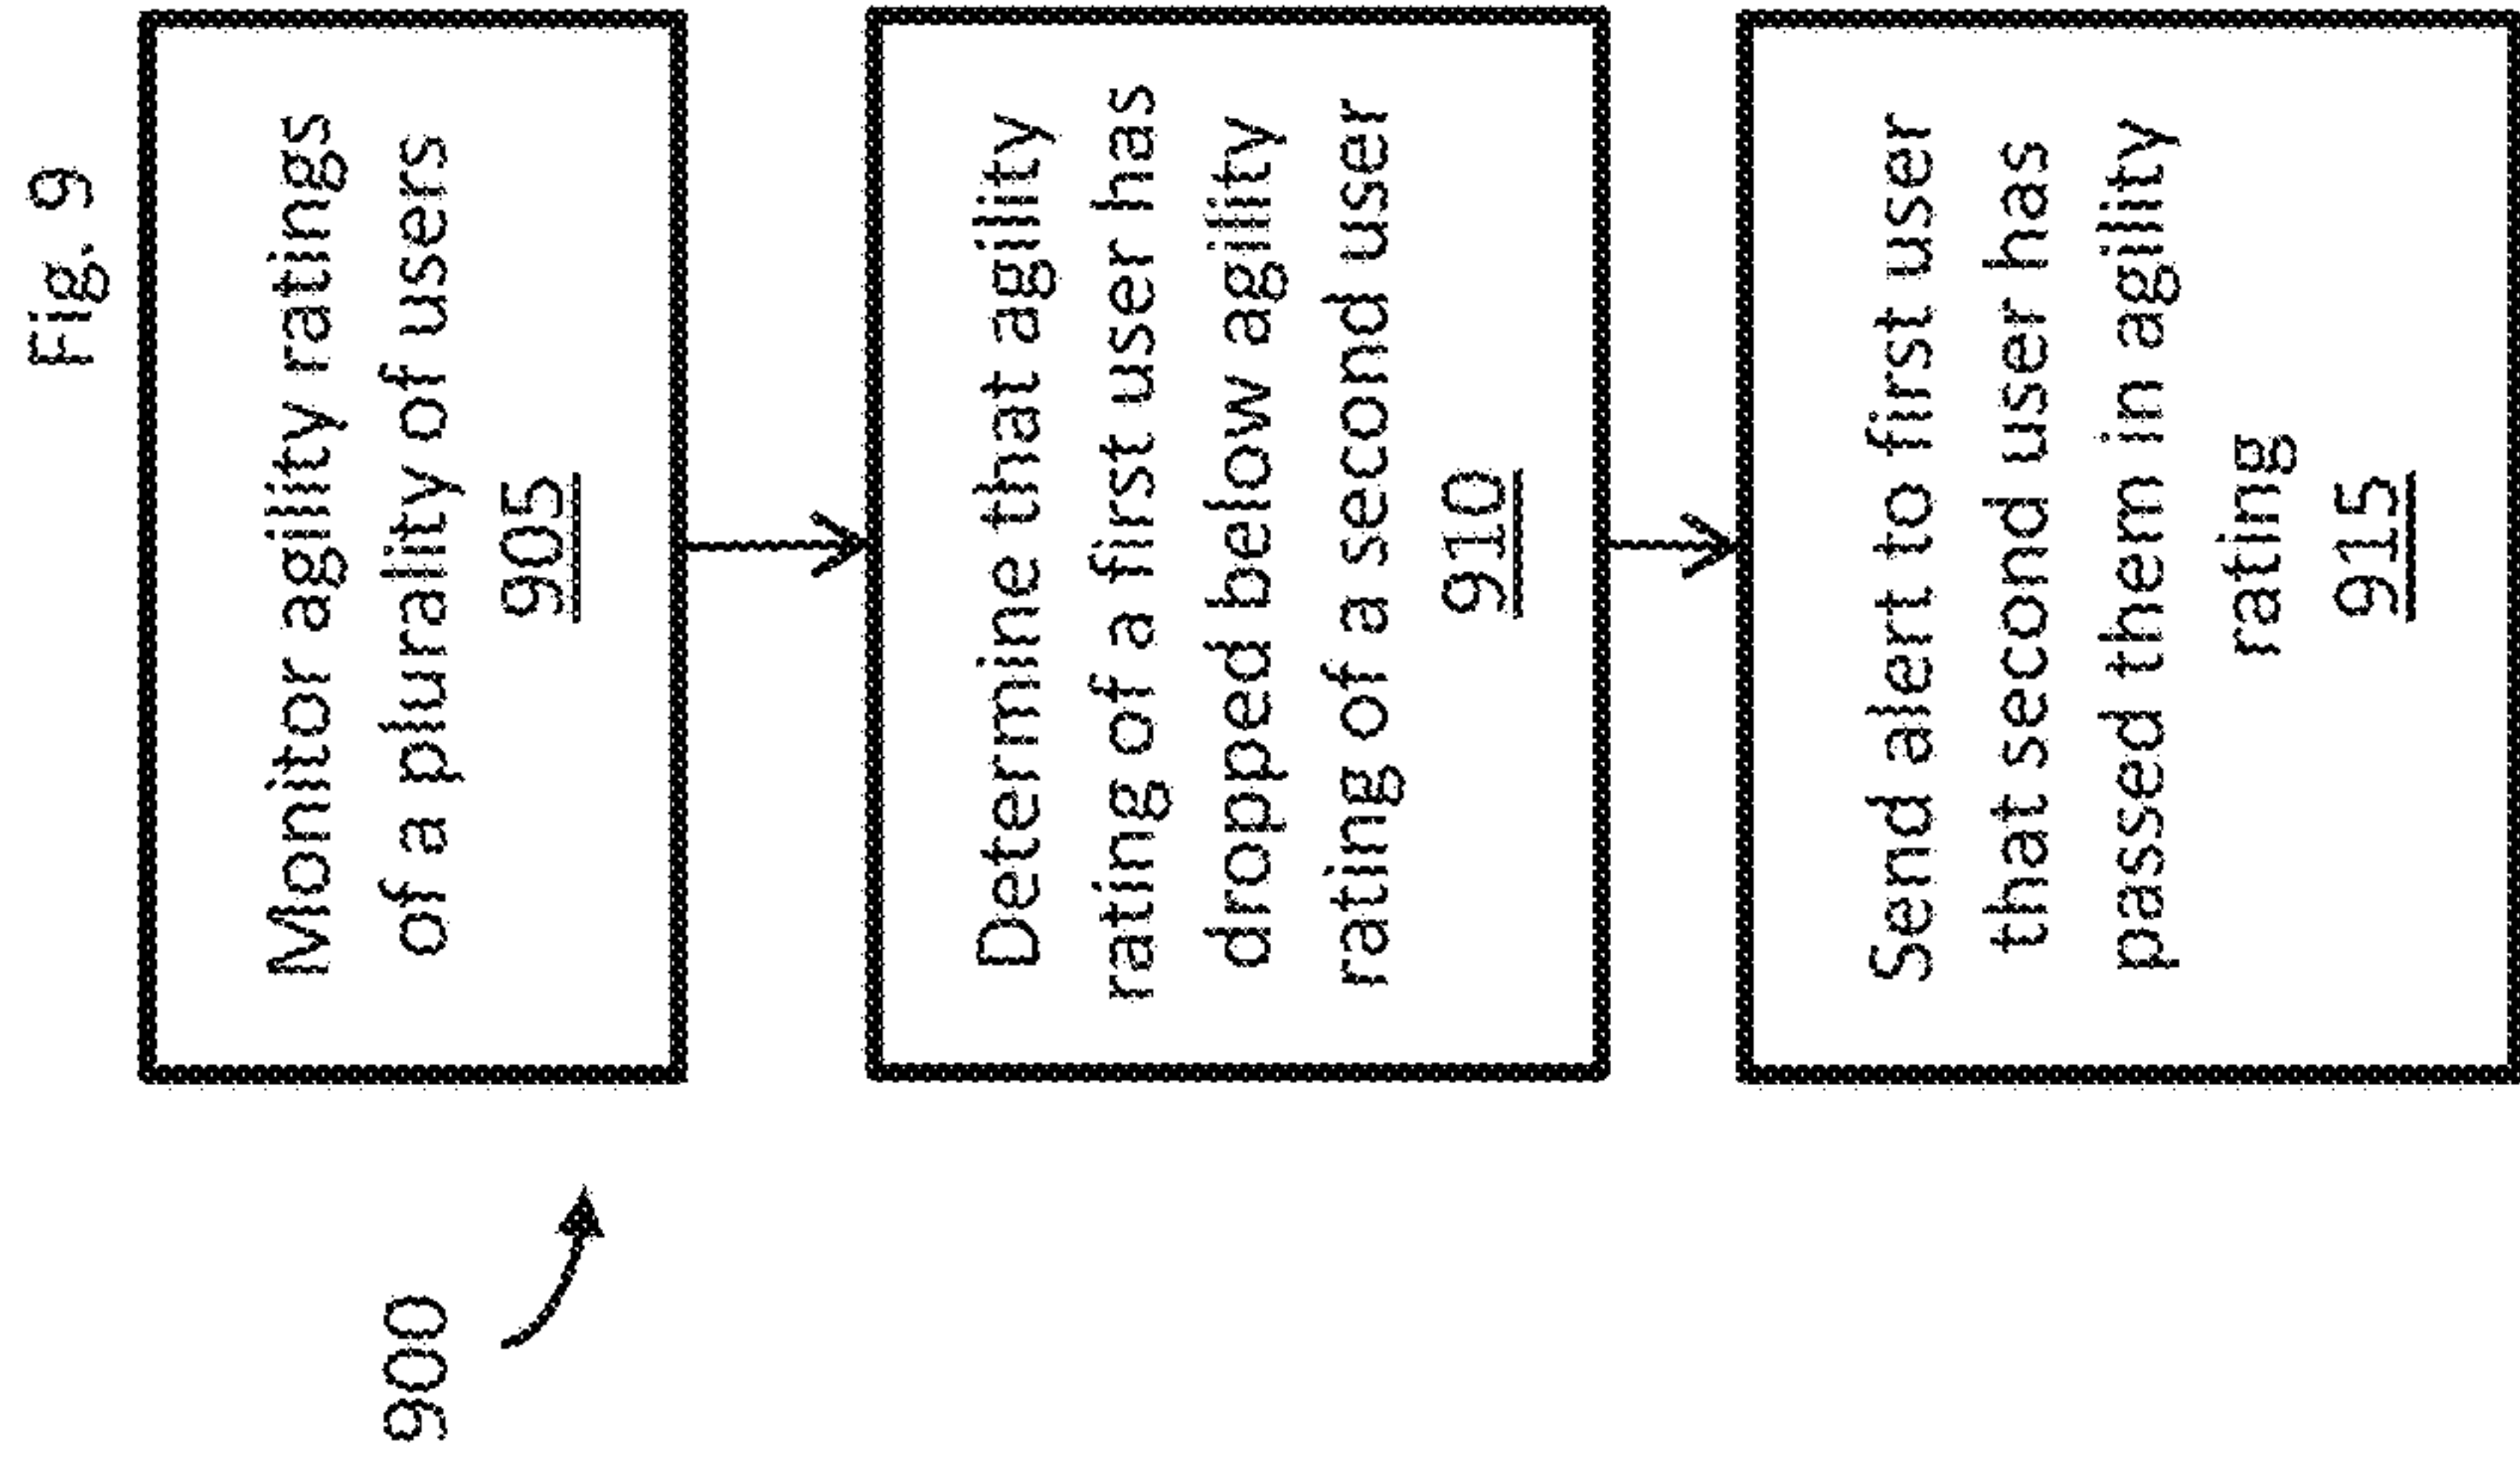 Fig. 9
900
Monitor agility ratings
of a plurality of users
905
Determine that agility
rating of a first user has
dropped below agility
rating of a second user
910
Send alert to first user
that second user has
passed them in agility
rating
915